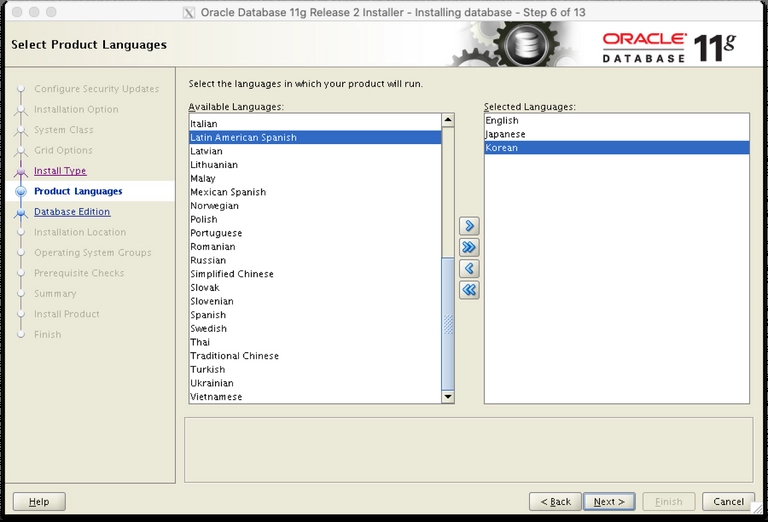 Oracle Database 11g Release 2 Installer - Installing database - Step 6 of 13
Select Product Languages
ORACLE
DATABASE 11g
Configure Security Updates
Installation Option
System Class
Grid Options
Install Type
Product Languages
Database Edition
Installation Location
Operating System Groups
Prerequisite Checks
Summary
Install Product
Finish
Select the languages in which your product will run.
Available Languages:
Italian
Latin American Spanish
Latvian
Lithuanian
Malay
Mexican Spanish
Norwegian
Polish
Portuguese
Romanian
Russian
Simplified Chinese
Slovak
Slovenian
Spanish
Swedish
Thai
Traditional Chinese
Turkish
Ukrainian
Vietnamese
Selected Languages:
English
Japanese
Korean
Help
< Back
Next >
Finish
Cancel